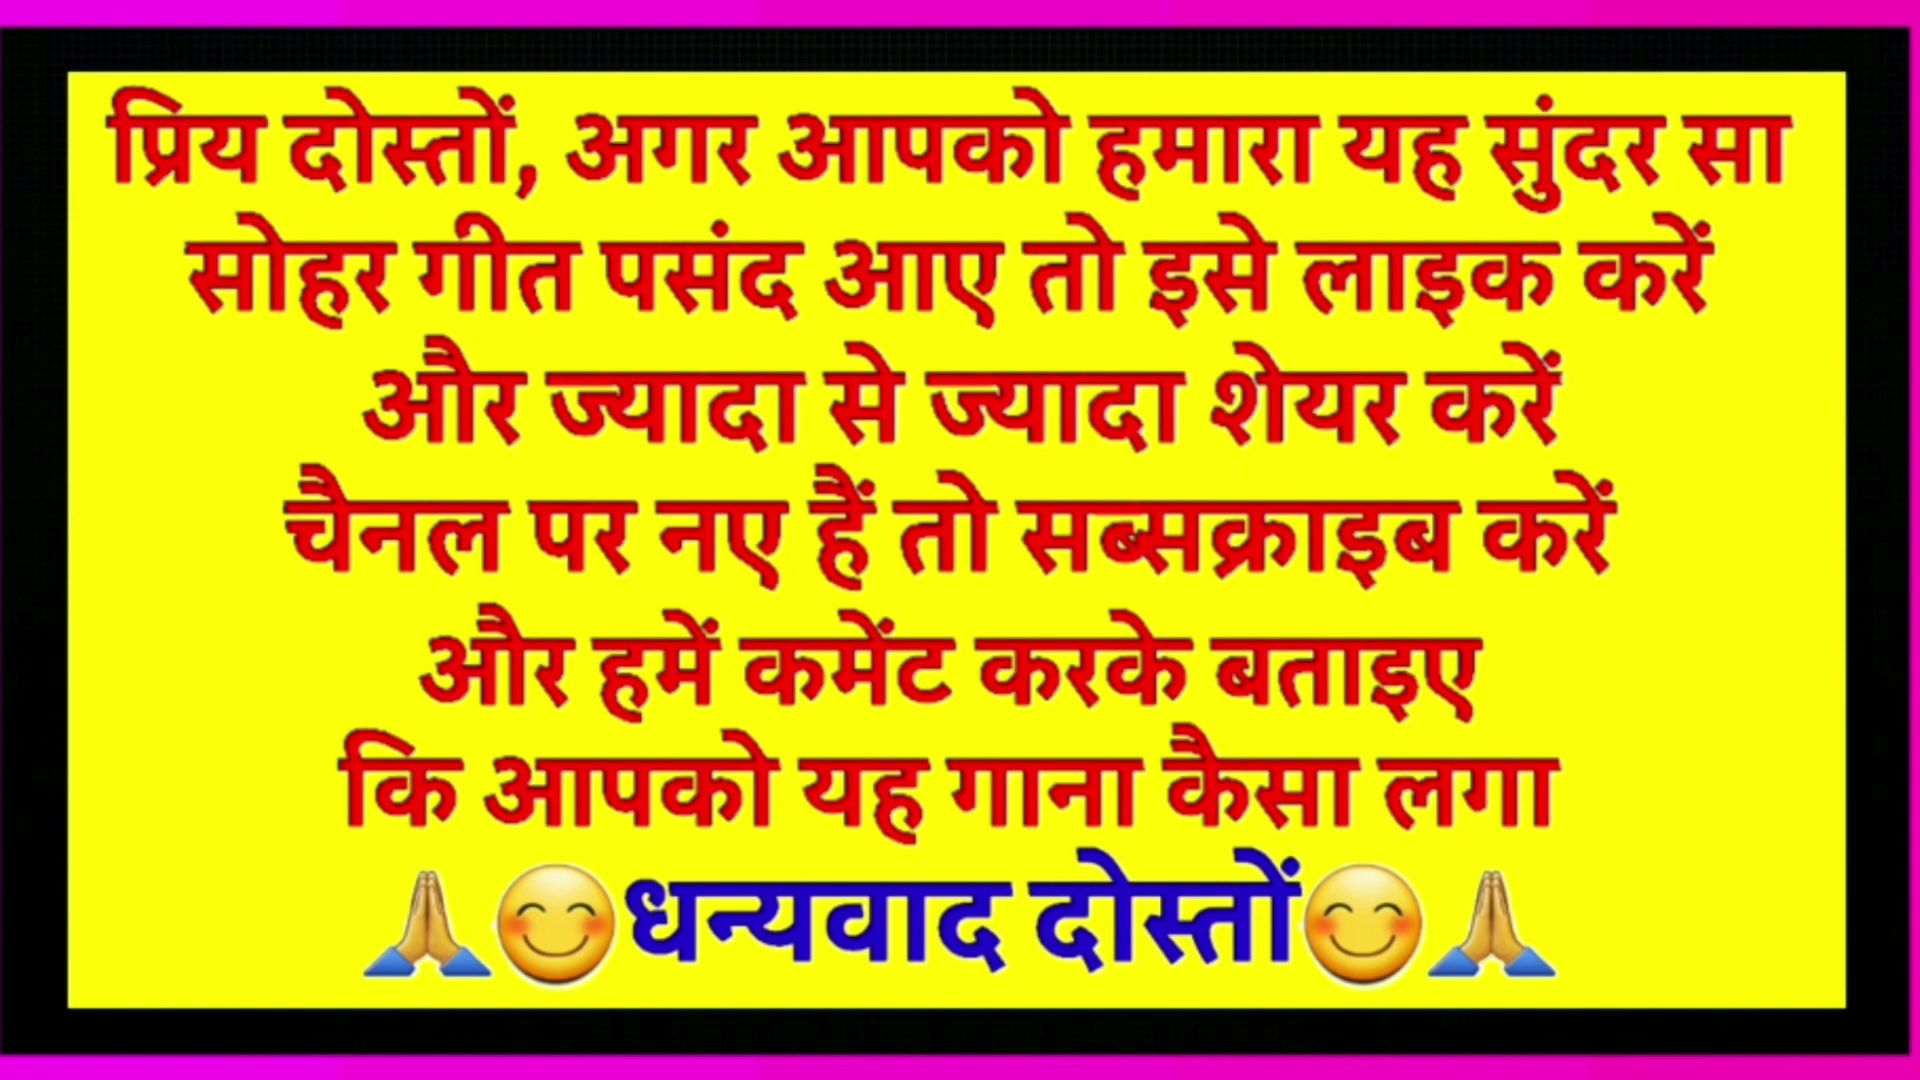 प्रिय दोस्तों, अगर आपको हमारा यह सुंदर सा
सोहर गीत पसंद आए तो इसे लाइक करें
और ज्यादा से ज्यादा शेयर करें
चैनल पर नए हैं तो सब्सक्राइब करें
और हमें कमेंट करके बताइए
कि आपको यह गाना कैसा लगा
🙏😊धन्यवाद दोस्तों😊🙏